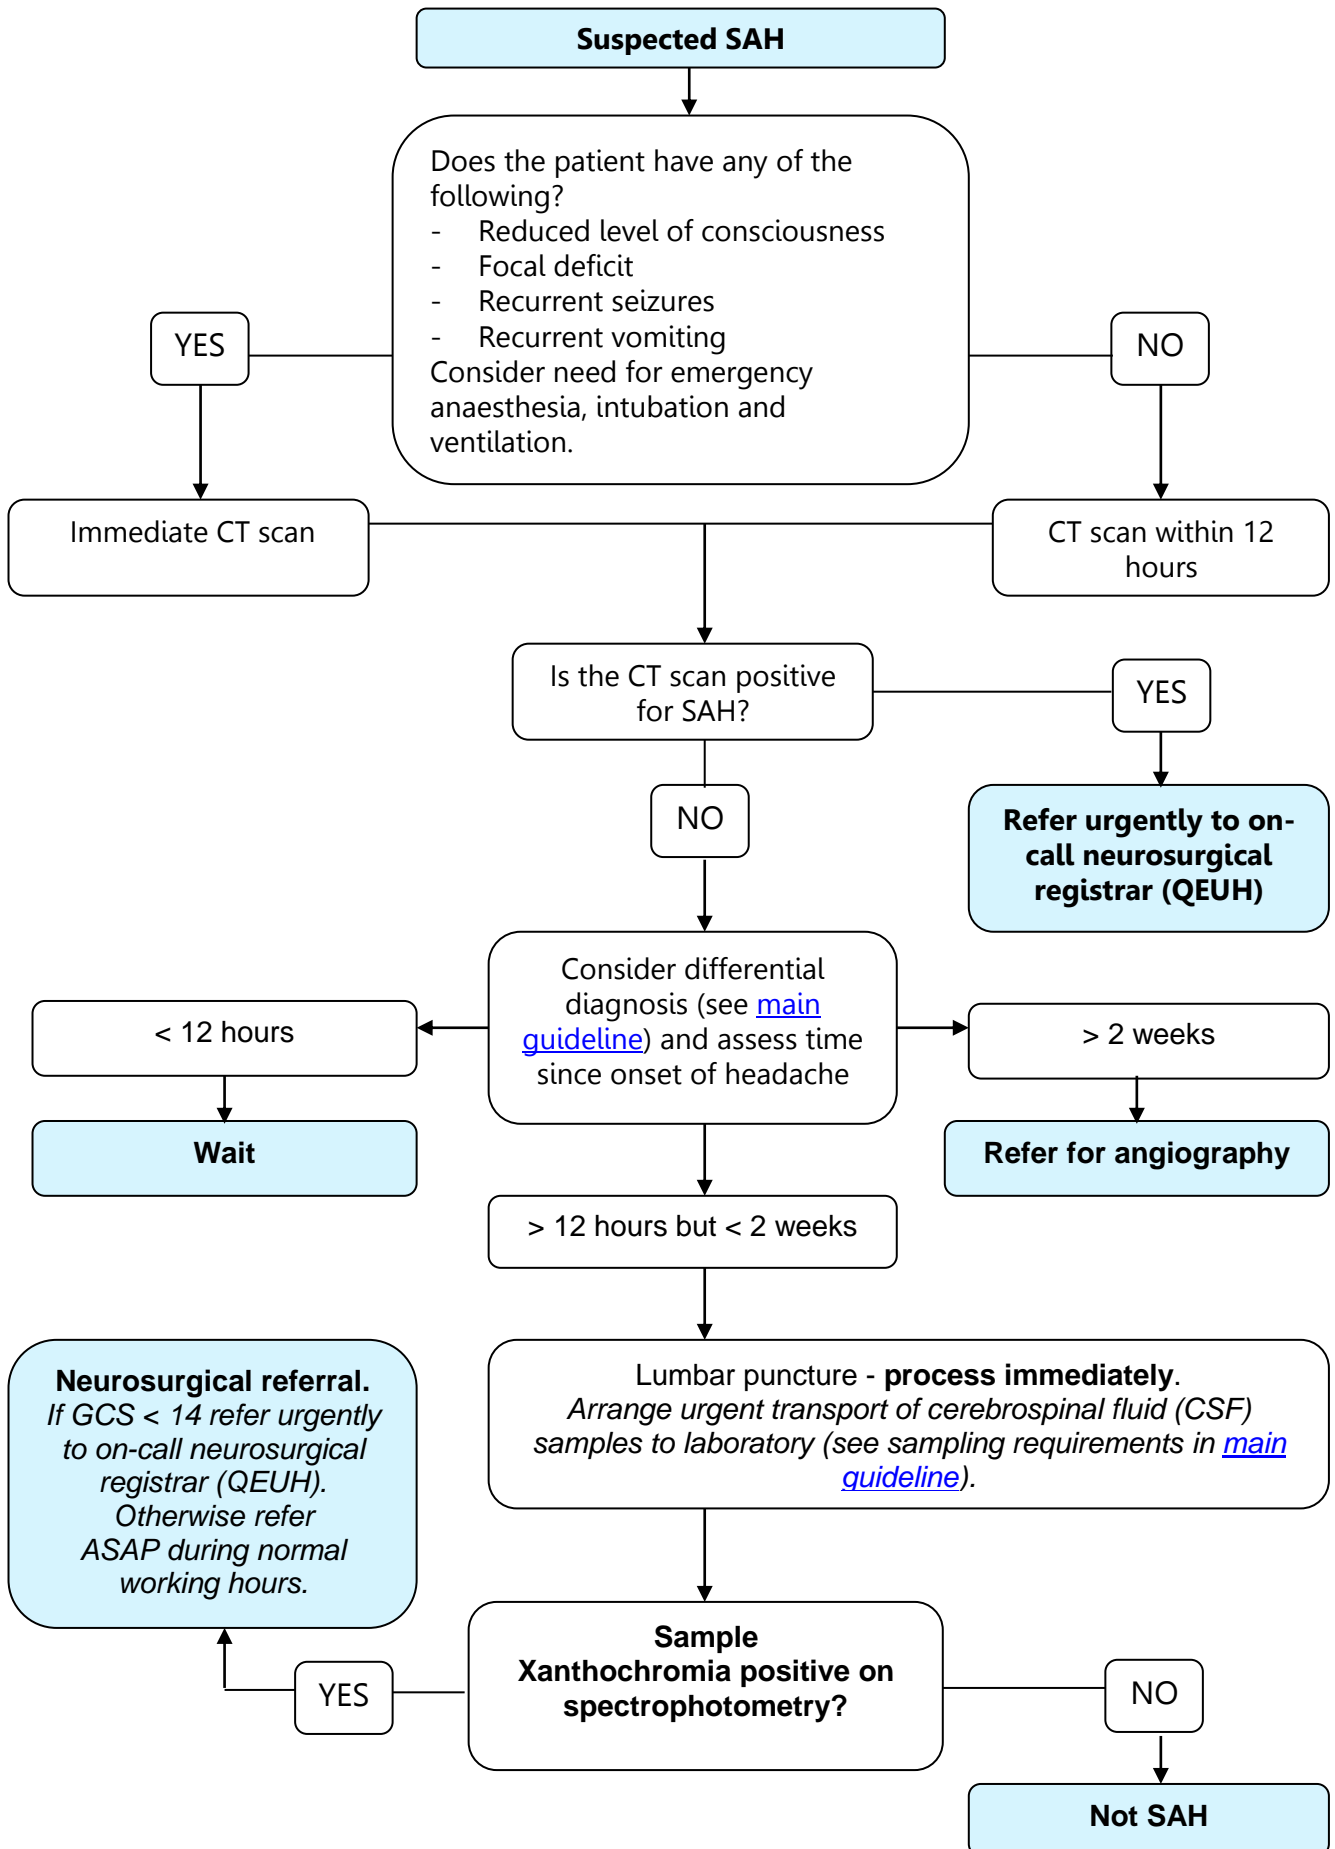 Suspected SAH
Does the patient have any of the
following?
- Reduced level of consciousness
- Focal deficit
- Recurrent seizures
- Recurrent vomiting
Consider need for emergency
anaesthesia, intubation and
ventilation.
YES
NO
Immediate CT scan
CT scan within 12
hours
Is the CT scan positive
for SAH?
YES
NO
Refer urgently to on-
call neurosurgical
registrar (QEUH)
Consider differential
diagnosis (see main
guideline) and assess time
since onset of headache
< 12 hours
> 2 weeks
Wait
Refer for angiography
> 12 hours but < 2 weeks
Lumbar puncture - process immediately.
Arrange urgent transport of cerebrospinal fluid (CSF)
samples to laboratory (see sampling requirements in main
guideline).
Neurosurgical referral.
If GCS < 14 refer urgently
to on-call neurosurgical
registrar (QEUH).
Otherwise refer
ASAP during normal
working hours.
Sample
Xanthochromia positive on
spectrophotometry?
YES
NO
Not SAH